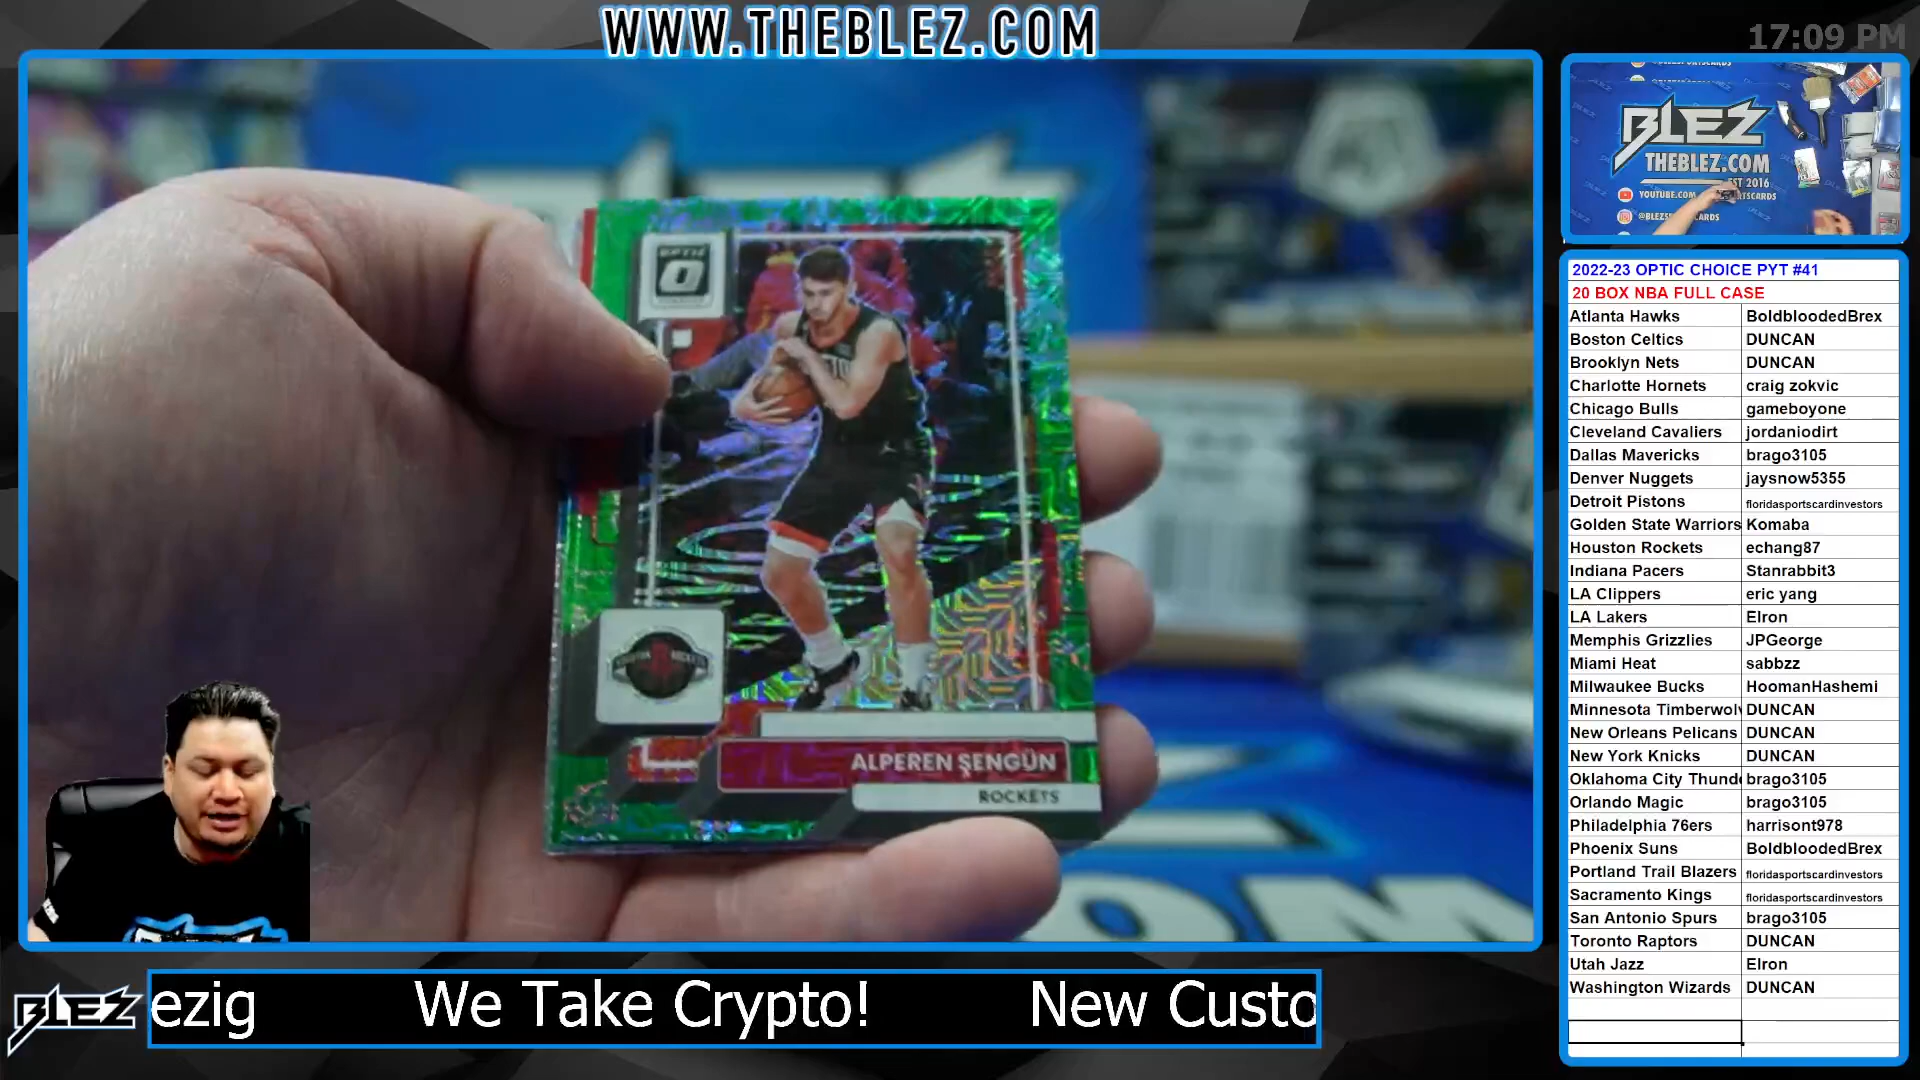 WWW.THEBLEZ.COM
17:09 PM
BLEZ
THEBLEZ.COM
EST 2016
YOUTUBE.COM
OPTIC
ALPEREN ŞENGÜN
ROCKETS
2022-23 OPTIC CHOICE PYT #41
20 BOX NBA FULL CASE
Atlanta Hawks BoldbloodedBrex
Boston Celtics DUNCAN
Brooklyn Nets DUNCAN
Charlotte Hornets craig zokvic
Chicago Bulls gameboyone
Cleveland Cavaliers jordaniodirt
Dallas Mavericks brago3105
Denver Nuggets jaysnow5355
Detroit Pistons floridasportscardinvestors
Golden State Warriors Komaba
Houston Rockets echang87
Indiana Pacers Stanrabbit3
LA Clippers eric yang
LA Lakers Elron
Memphis Grizzlies JPGeorge
Miami Heat sabbzz
Milwaukee Bucks HoomanHashemi
Minnesota Timberwolv DUNCAN
New Orleans Pelicans DUNCAN
New York Knicks DUNCAN
Oklahoma City Thunde brago3105
Orlando Magic brago3105
Philadelphia 76ers harrisont978
Phoenix Suns BoldbloodedBrex
Portland Trail Blazers floridasportscardinvestors
Sacramento Kings floridasportscardinvestors
San Antonio Spurs brago3105
Toronto Raptors DUNCAN
Utah Jazz Elron
Washington Wizards DUNCAN
BLEZ
ezig We Take Crypto! New Custo